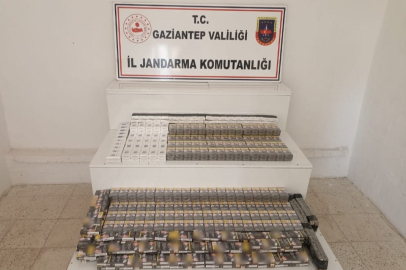 T.C.
GAZİANTEP VALİLİĞİ
İL JANDARMA KOMUTANLIĞI